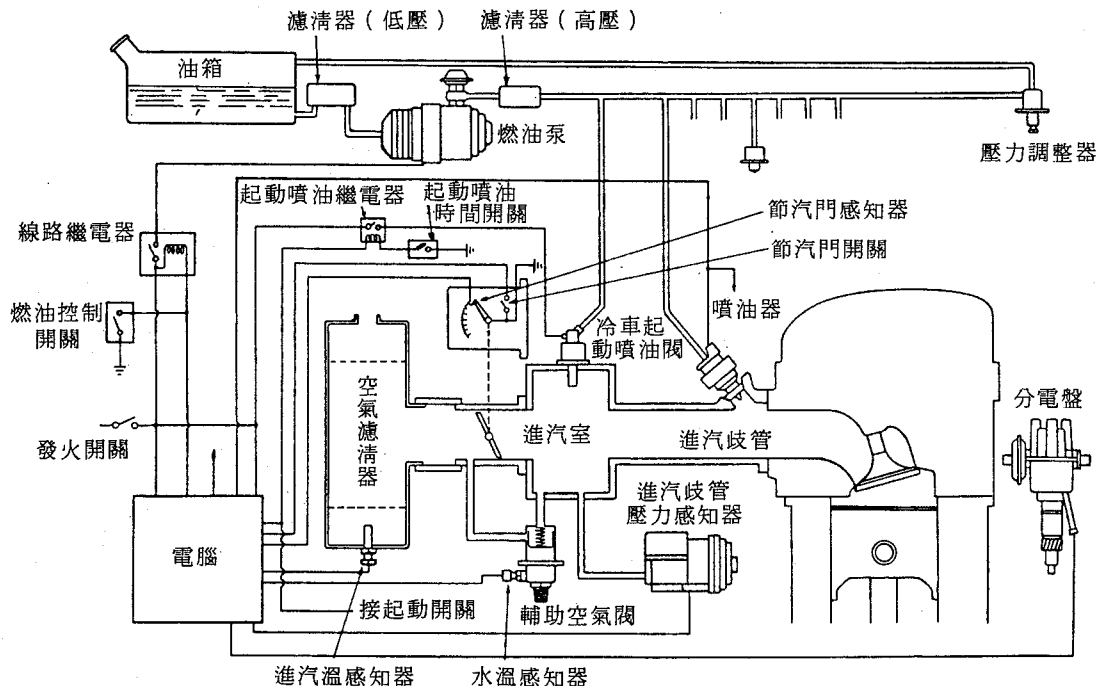 濾清器(低壓)
濾清器(高壓)
油箱
燃油泵
壓力調整器
起動噴油繼電器
起動噴油
時間開關
節汽門感知器
線路繼電器
節汽門開關
噴油器
燃油控制
開關
冷車起
動噴油閥
空氣濾清器
分電盤
發火開關
進汽室
進汽歧管
進汽歧管
壓力感知器
電腦
接起動開關
輔助空氣閥
進汽溫感知器
水溫感知器